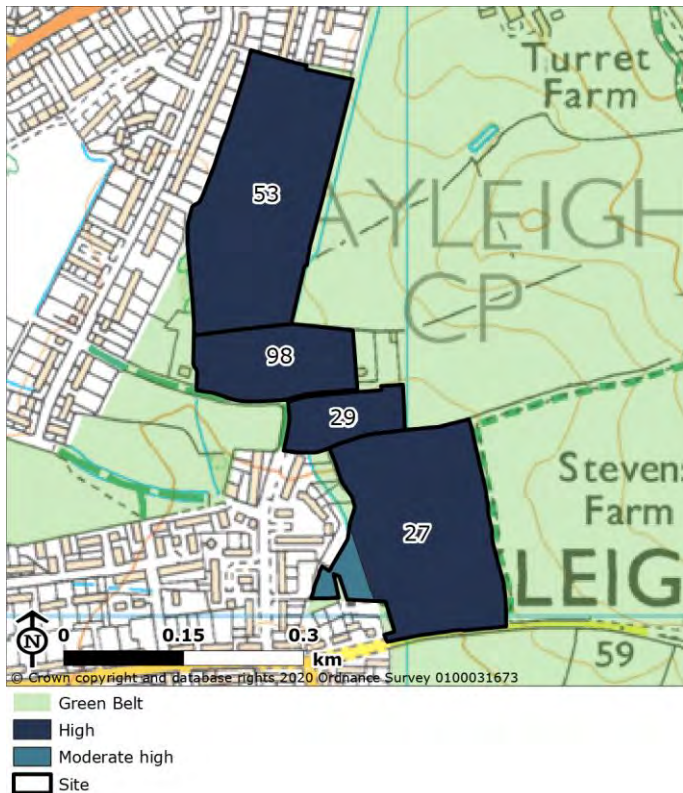 Turret
Farm
53
AYLEIGH
CP
98
29
Stevens
Farm
27
LEIG
N
0 0.15 0.3
km
59
© Crown copyright and database rights 2020 Ordnance Survey 0100031673
Green Belt
High
Moderate high
Site